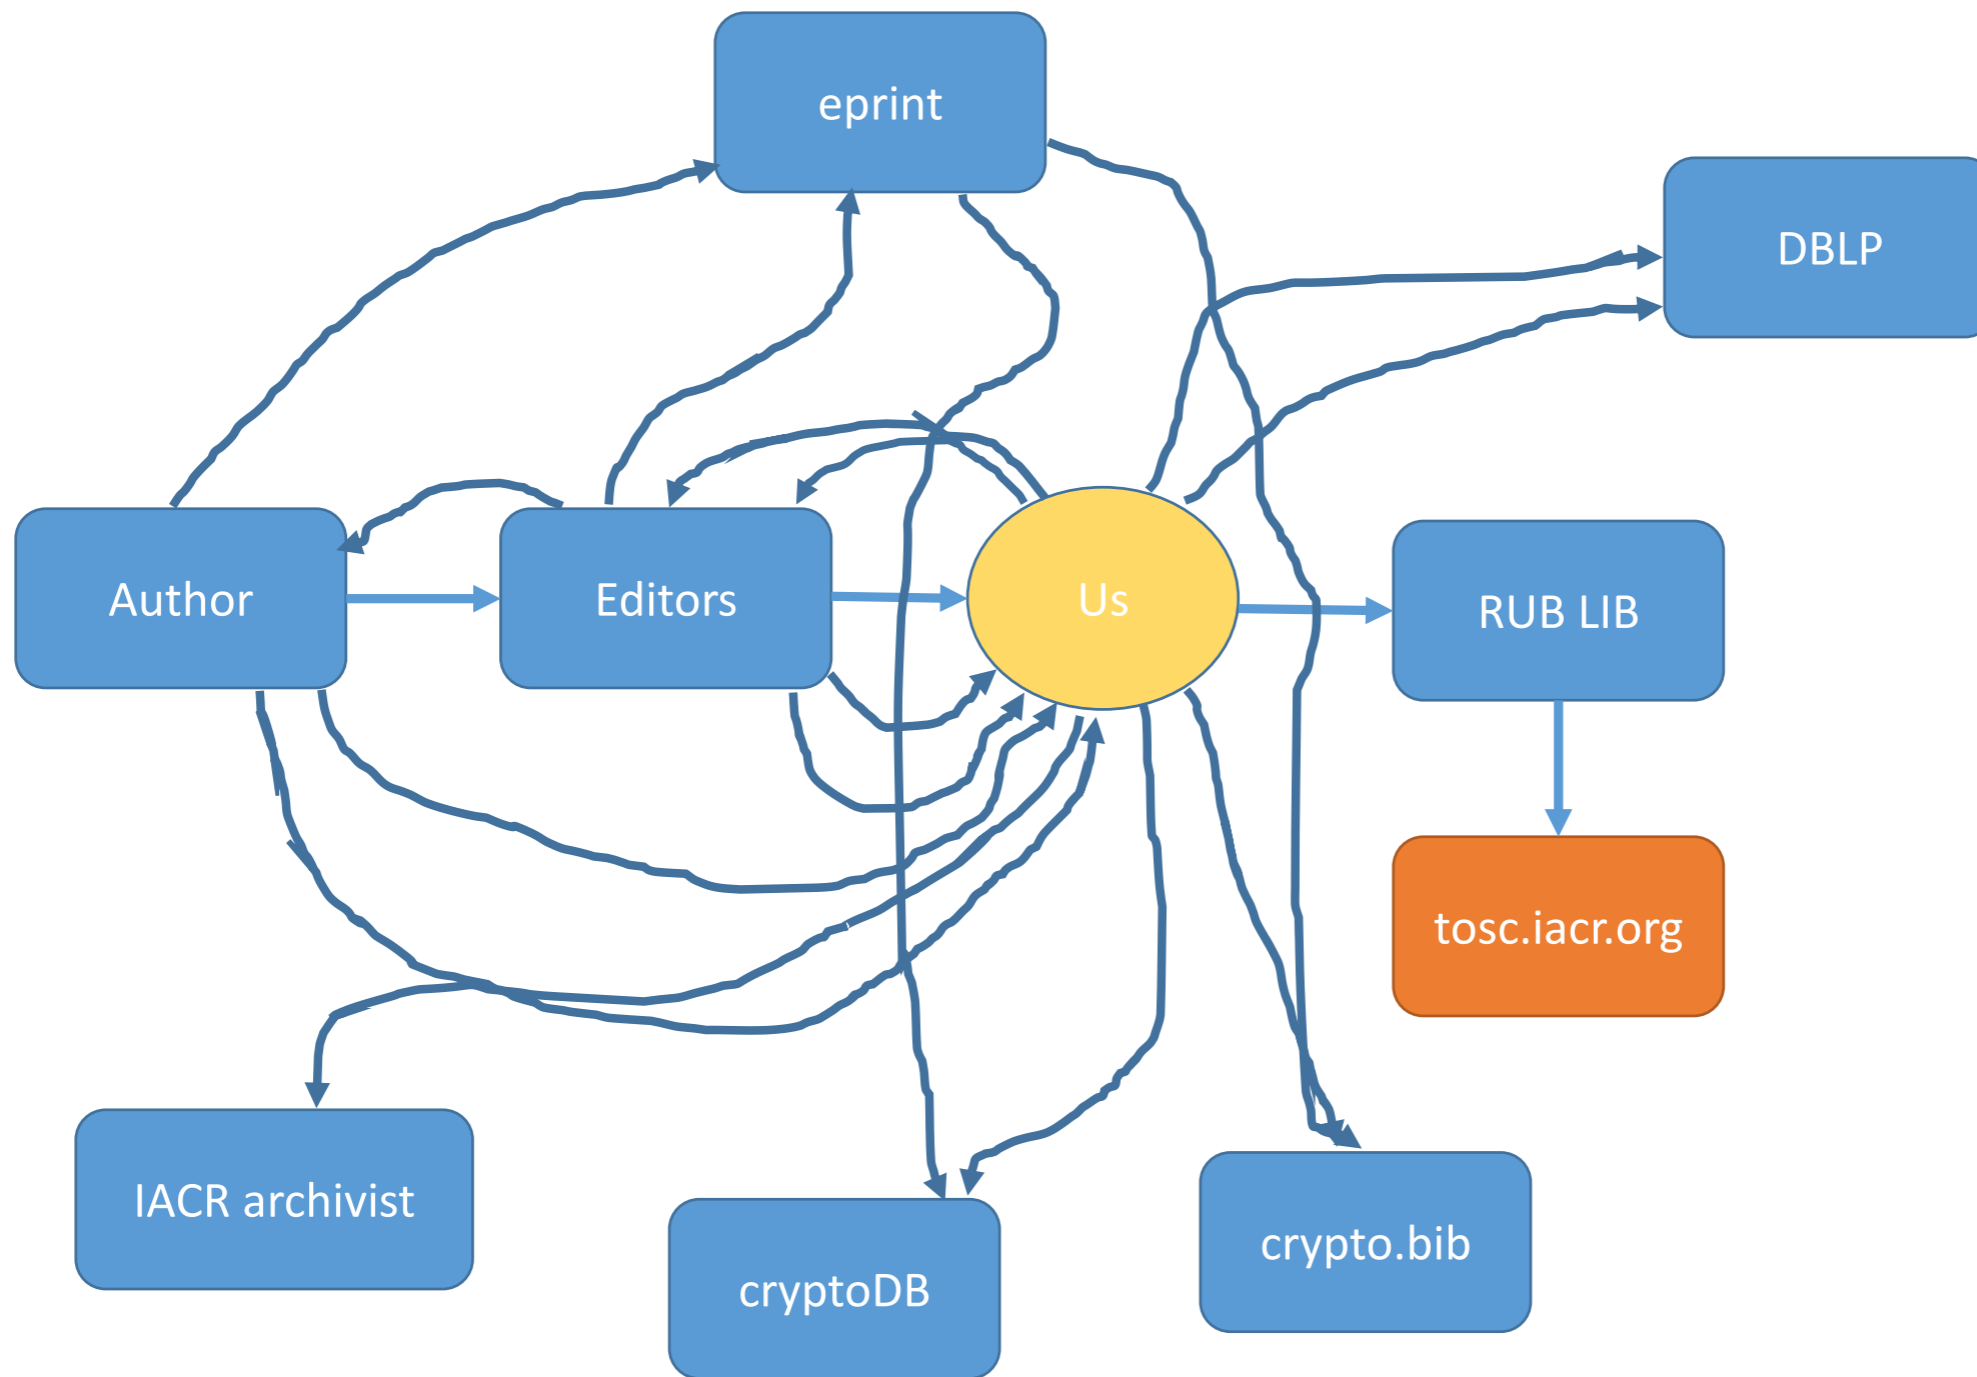 eprint
DBLP
Author
Editors
Us
RUB LIB
tosc.iacr.org
IACR archivist
cryptoDB
crypto.bib